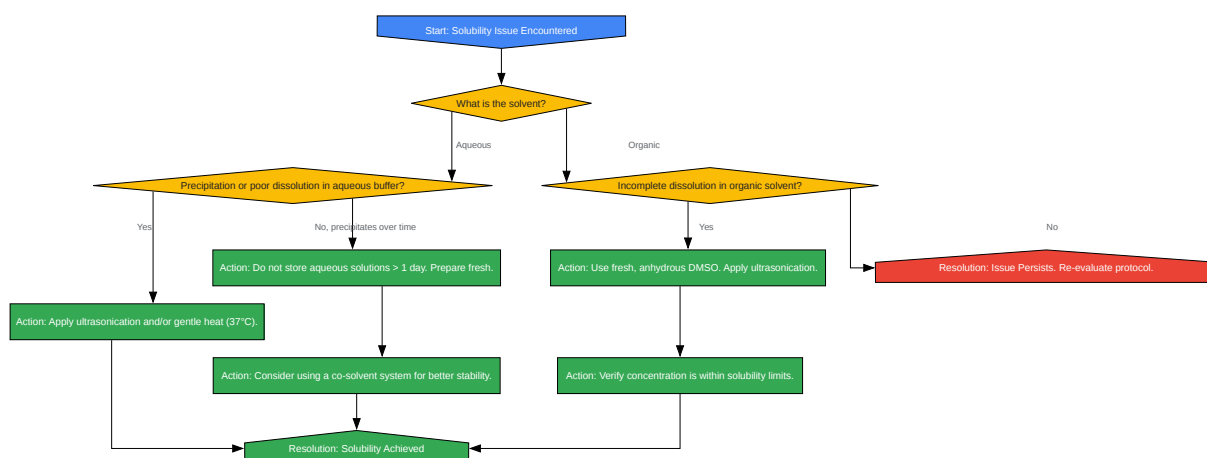 Start: Solubility Issue Encountered
What is the solvent?
Aqueous
Organic
Precipitation or poor dissolution in aqueous buffer?
Incomplete dissolution in organic solvent?
Yes
No, precipitates over time
Yes
No
Action: Do not store aqueous solutions > 1 day. Prepare fresh.
Action: Use fresh, anhydrous DMSO. Apply ultrasonication.
Resolution: Issue Persists. Re-evaluate protocol.
Action: Apply ultrasonication and/or gentle heat (37°C).
Action: Consider using a co-solvent system for better stability.
Action: Verify concentration is within solubility limits.
Resolution: Solubility Achieved